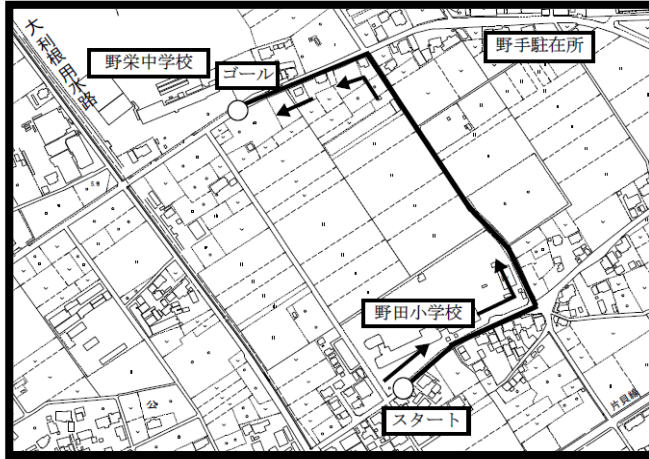 大利根用水路
野栄中学校
ゴール
野手駐在所
野田小学校
スタート
片貝線
公